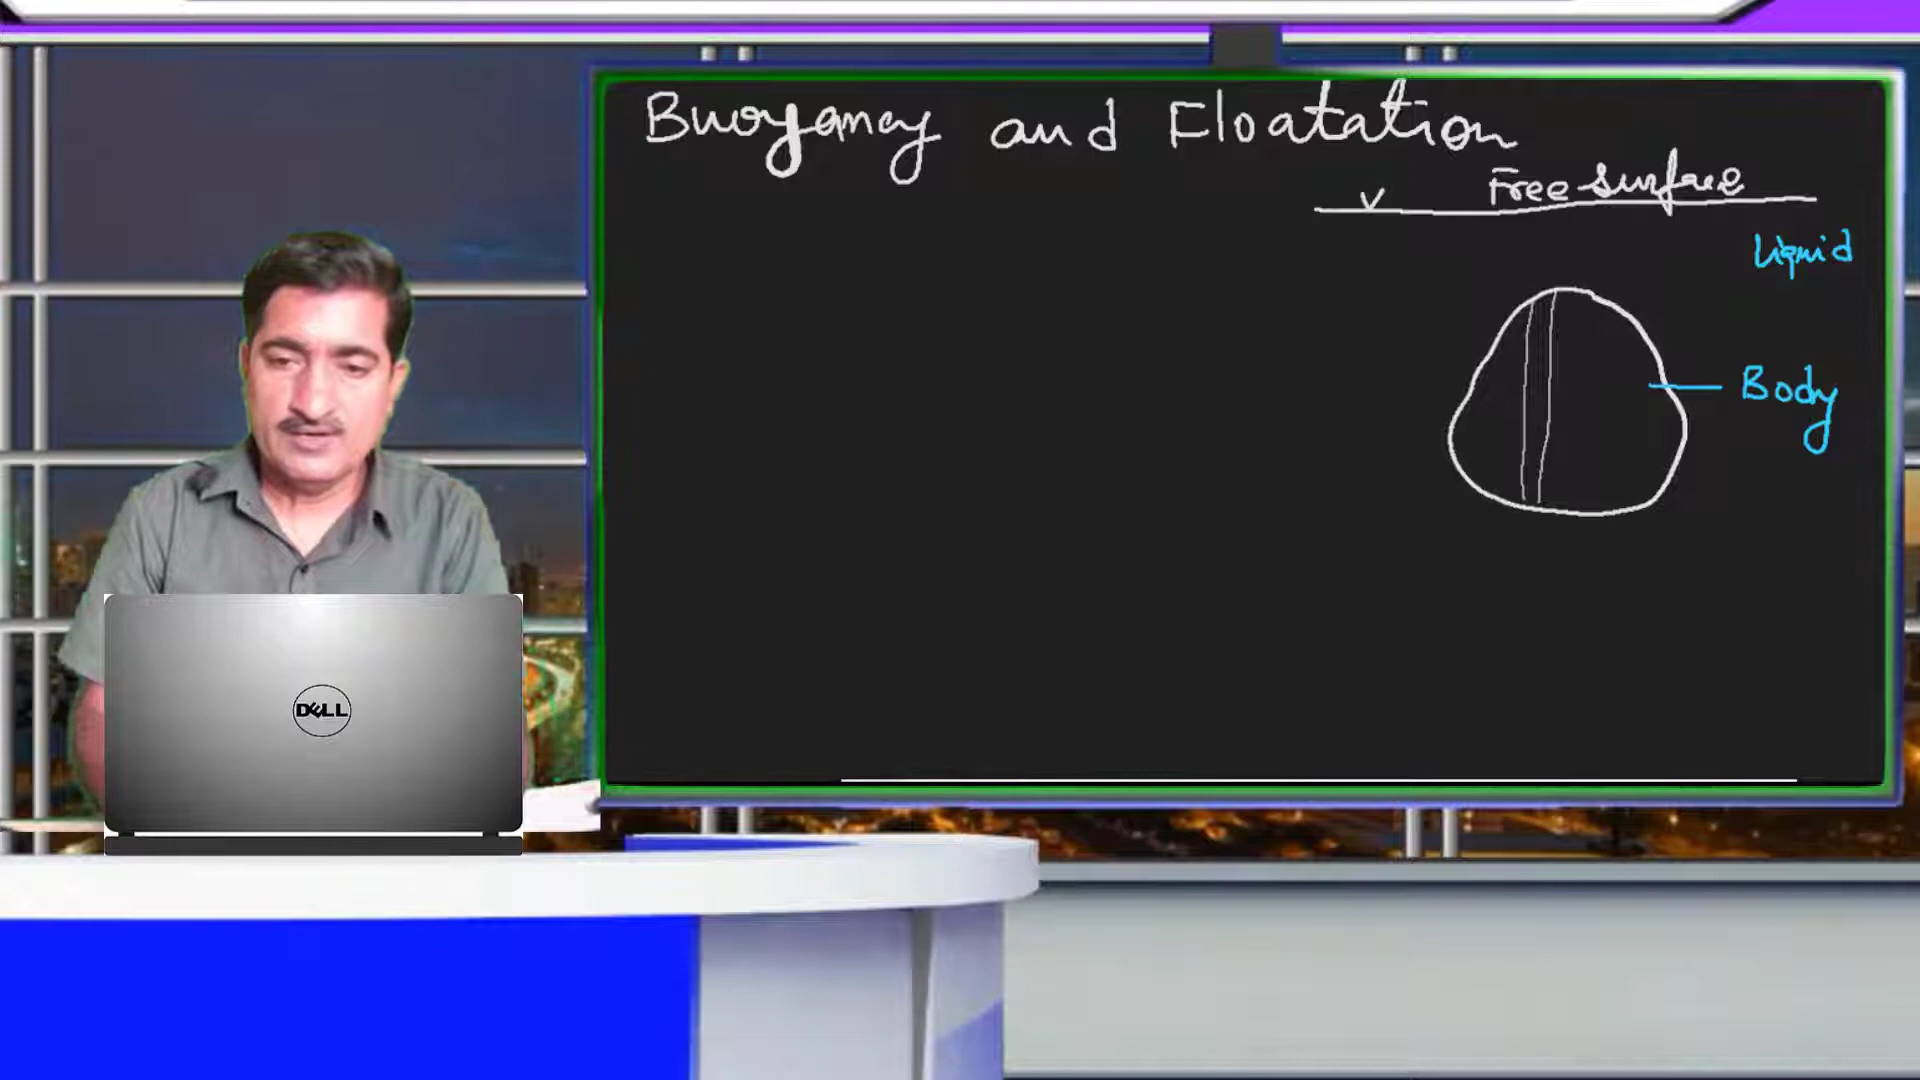 Buoyancy and Floatation
v Free surface
Liquid
Body
DELL